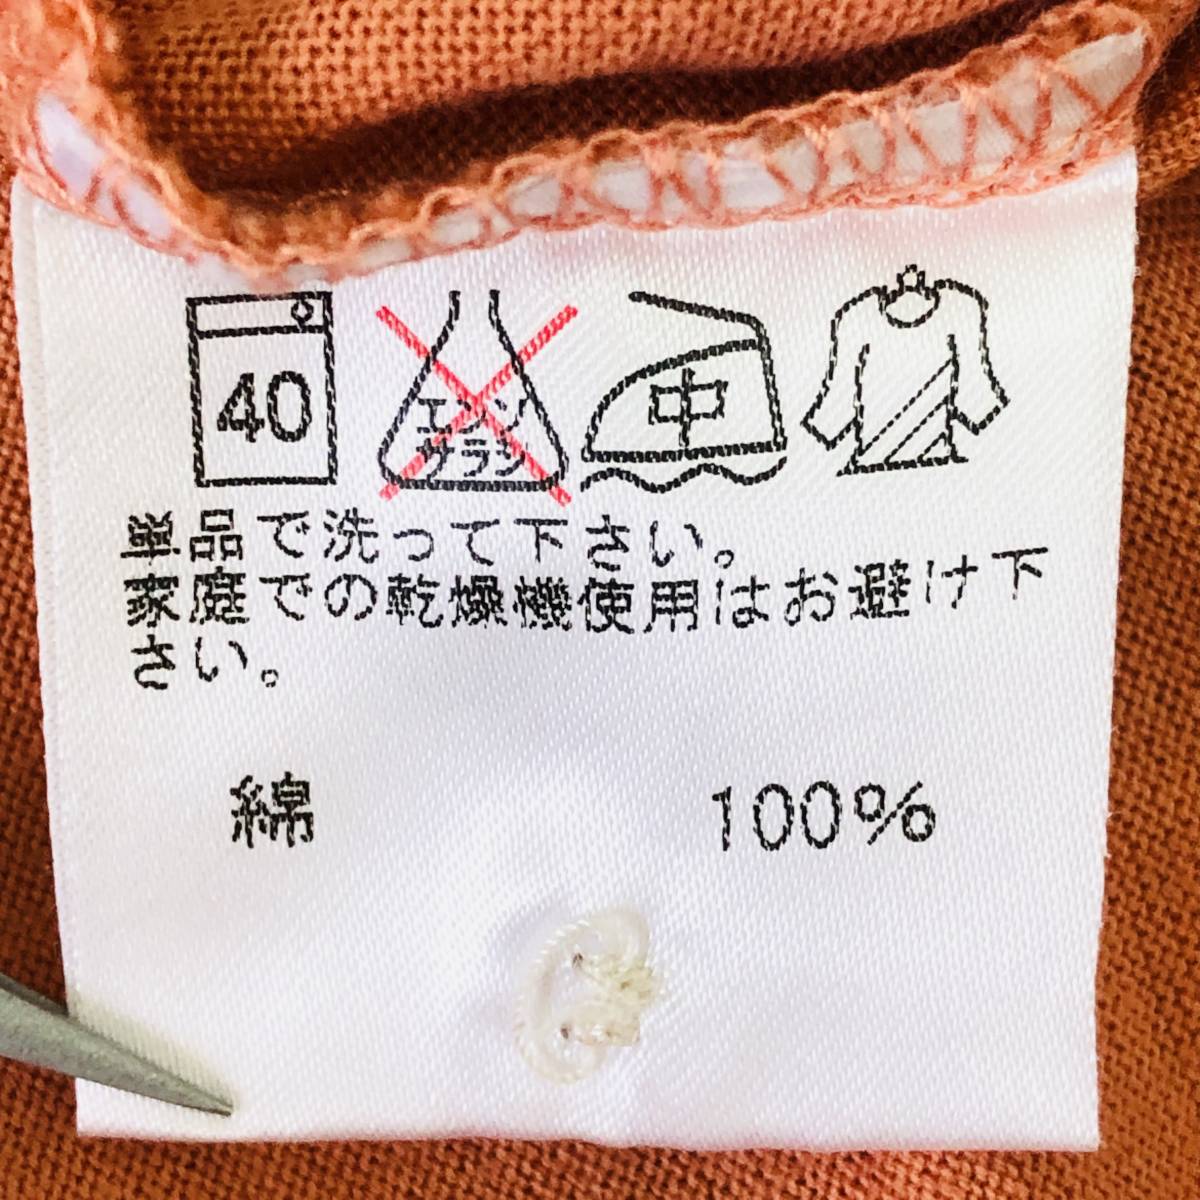 40
エンソ
サラシ
中
単品で洗って下さい。
家庭での乾燥機使用はお避け下
さい。
綿 100%